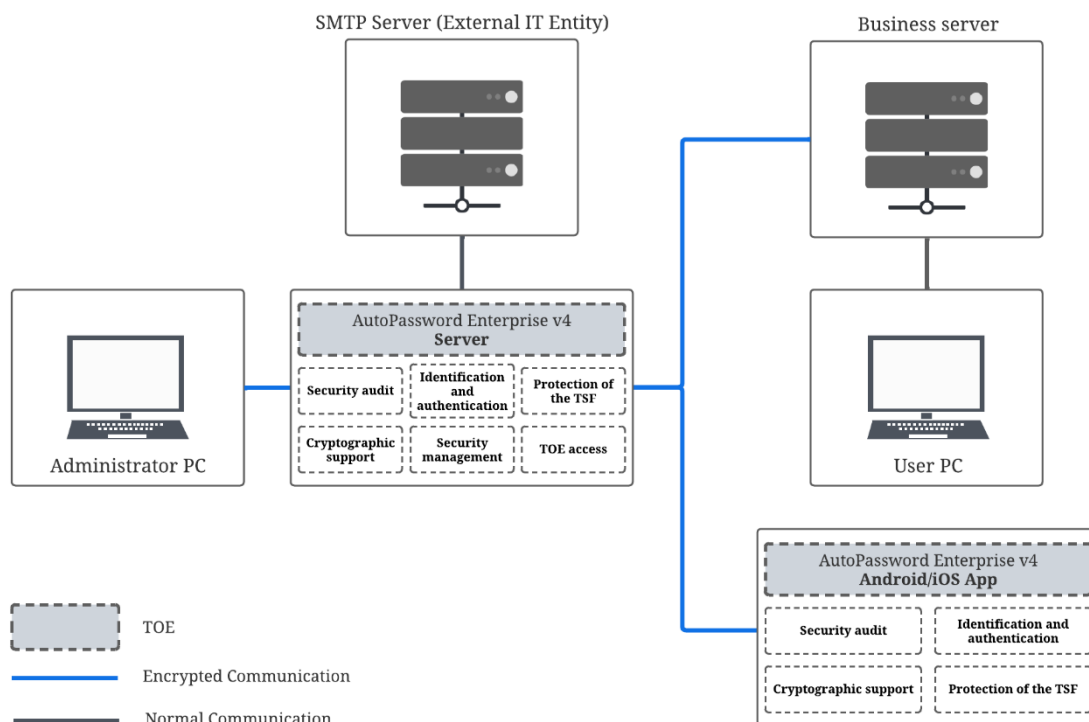 SMTP Server (External IT Entity)
Business server
AutoPassword Enterprise v4
Server
Security audit
Identification
and
authentication
Protection of
the TSF
Cryptographic
support
Security
management
TOE access
Administrator PC
User PC
AutoPassword Enterprise v4
Android/iOS App
Security audit
Identification and
authentication
Cryptographic support
Protection of the TSF
TOE
Encrypted Communication
Normal Communication